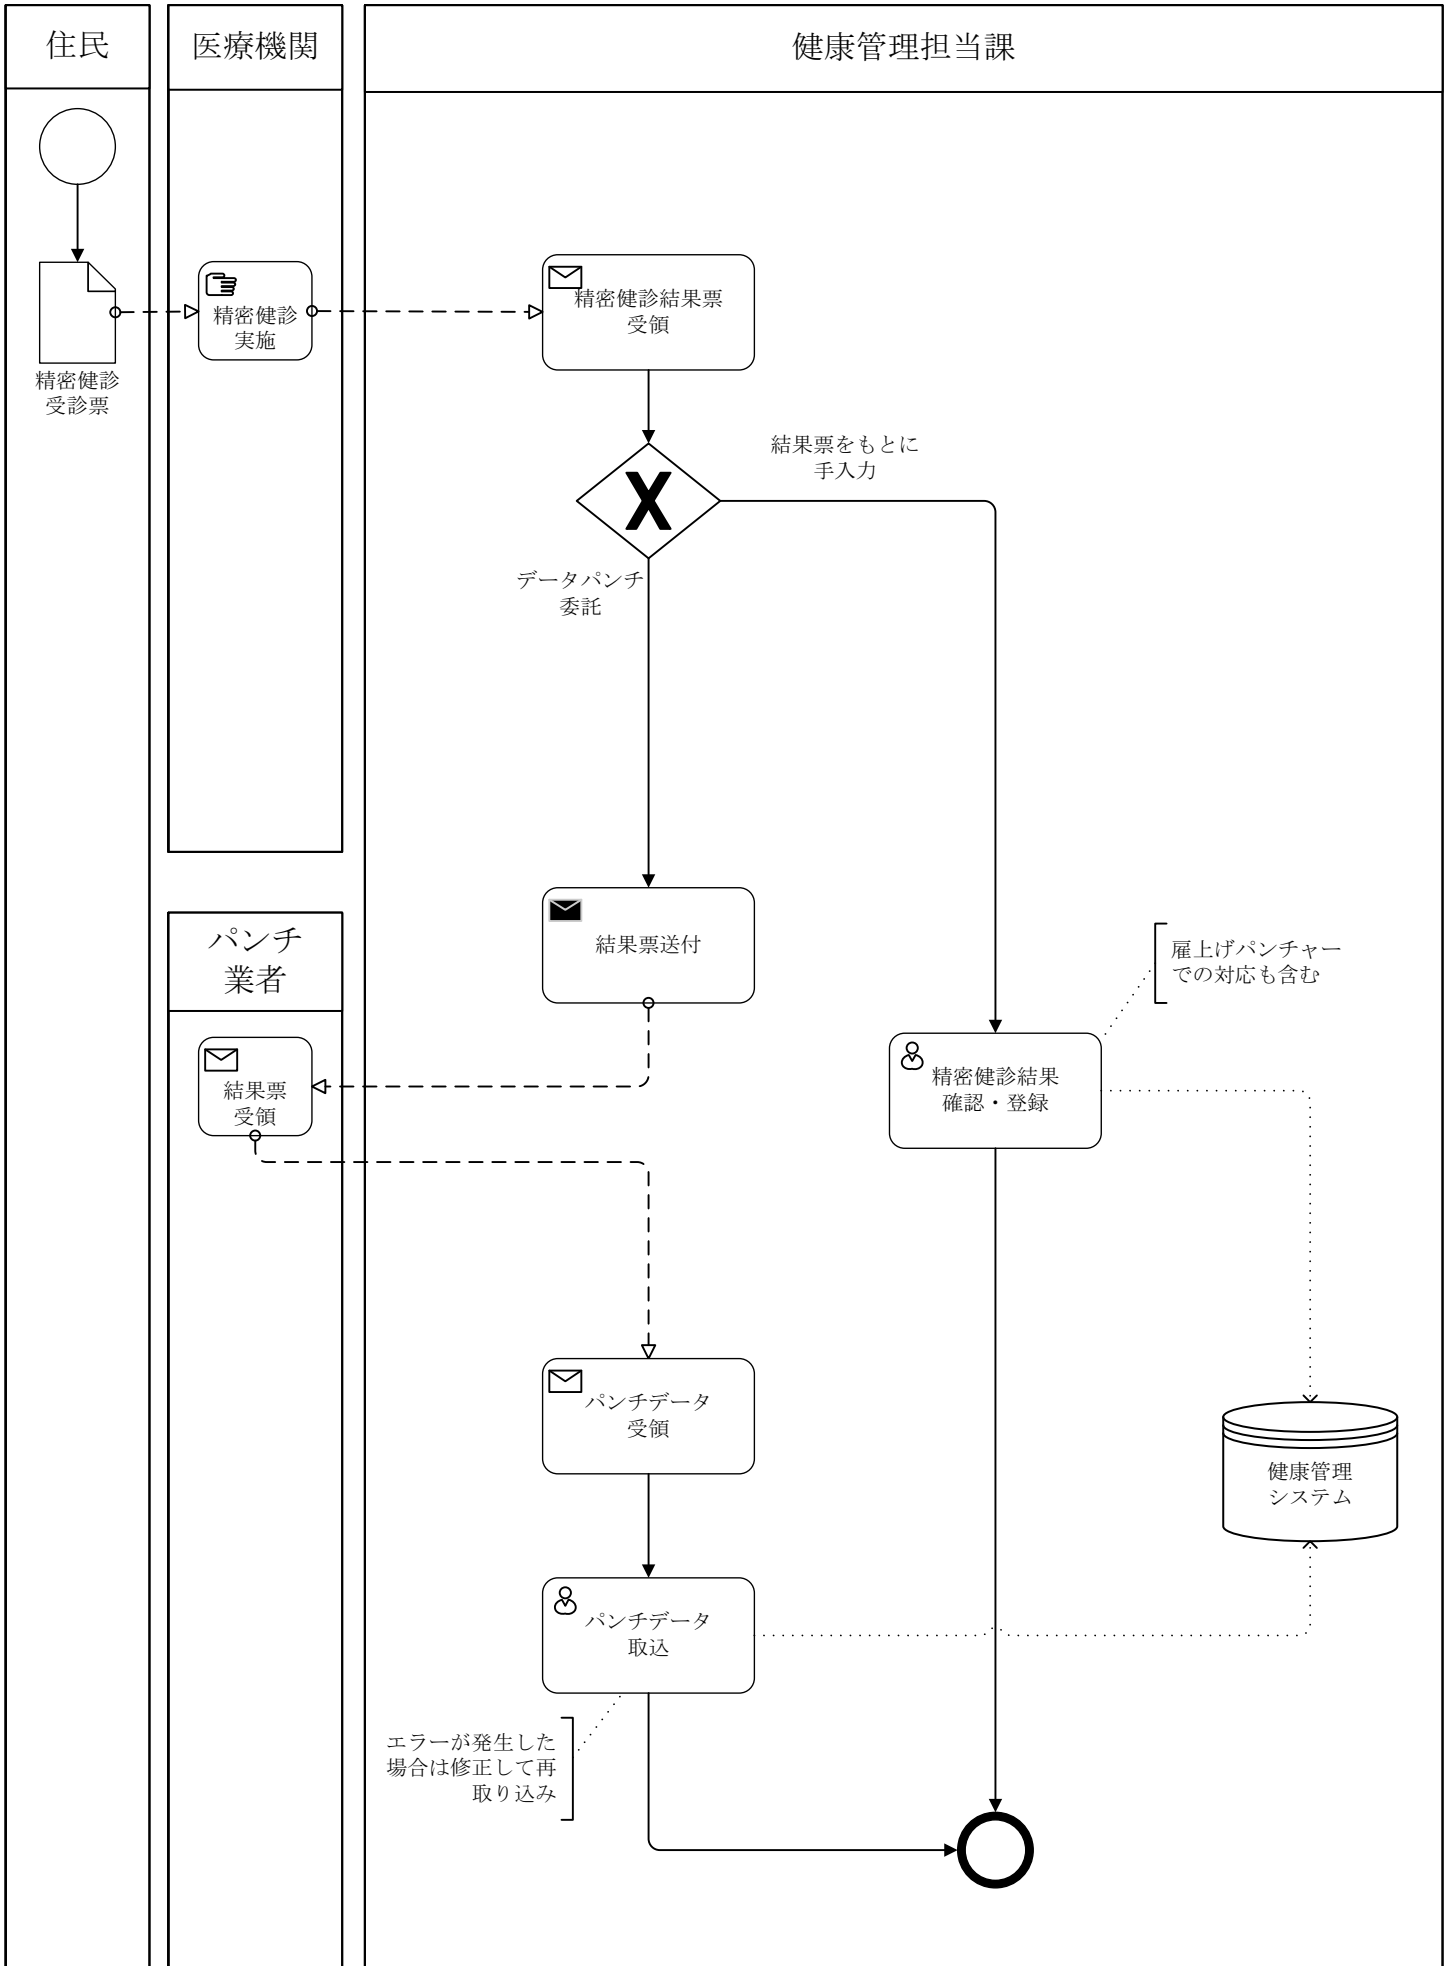 住民
医療機関
健康管理担当課
精密健診
受診票
精密健診
実施
精密健診結果票
受領
結果票をもとに
手入力
データパンチ
委託
結果票送付
パンチ
業者
結果票
受領
雇上げパンチャー
での対応も含む
精密健診結果
確認・登録
パンチデータ
受領
健康管理
システム
パンチデータ
取込
エラーが発生した
場合は修正して再
取り込み